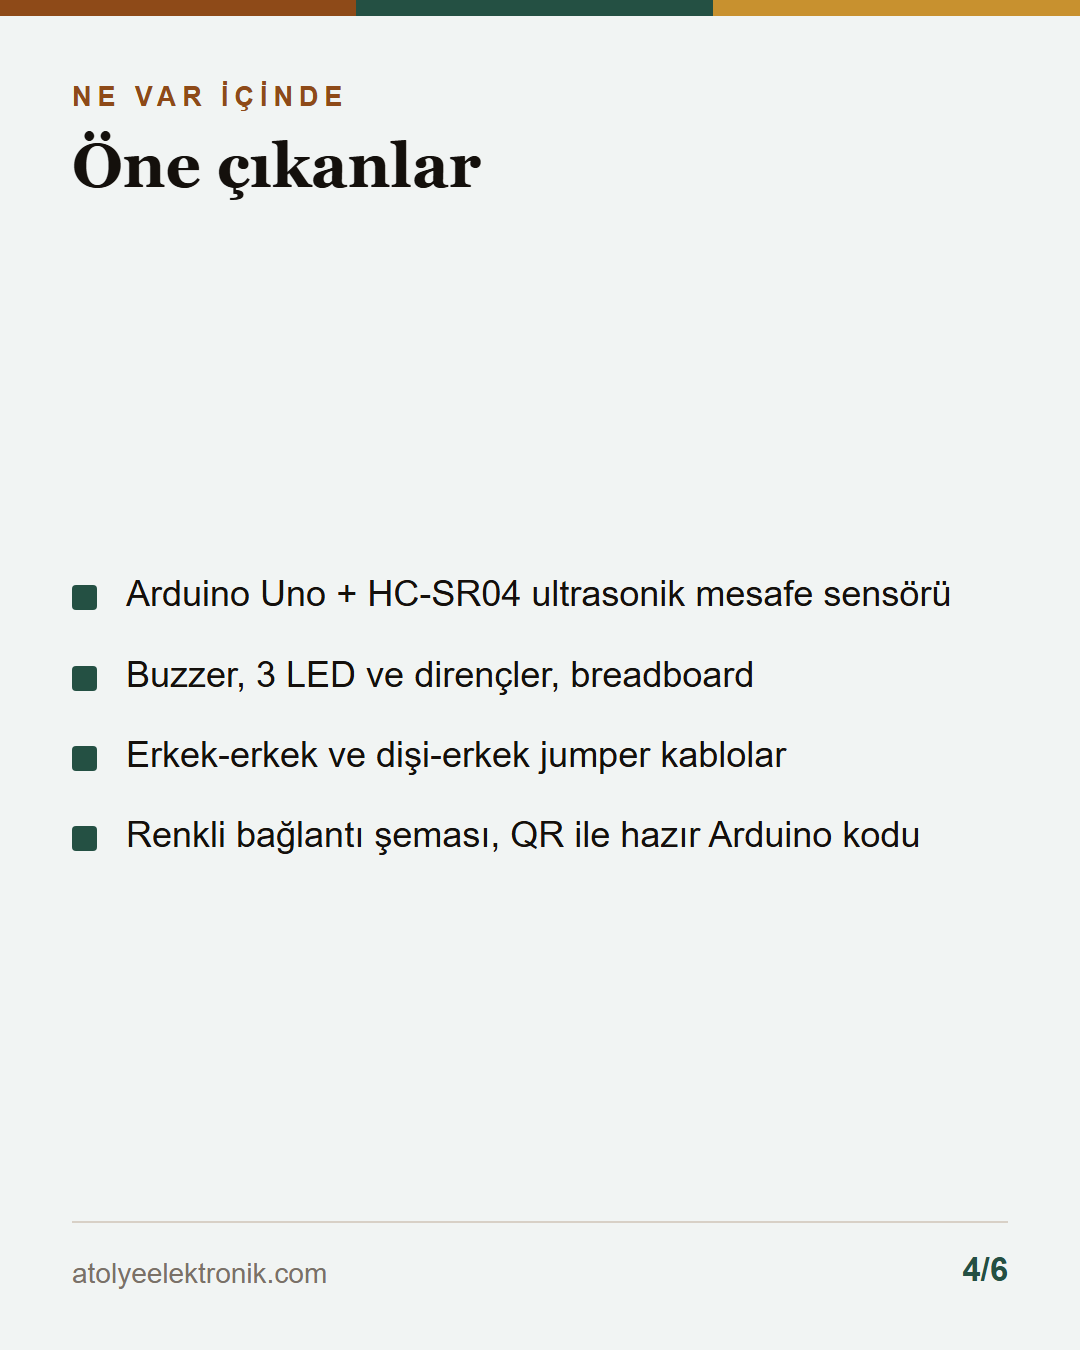 NE VAR İÇİNDE
Öne çıkanlar
Arduino Uno + HC-SR04 ultrasonik mesafe sensörü
Buzzer, 3 LED ve dirençler, breadboard
Erkek-erkek ve dişi-erkek jumper kablolar
Renkli bağlantı şeması, QR ile hazır Arduino kodu
atolyeelektronik.com
4/6